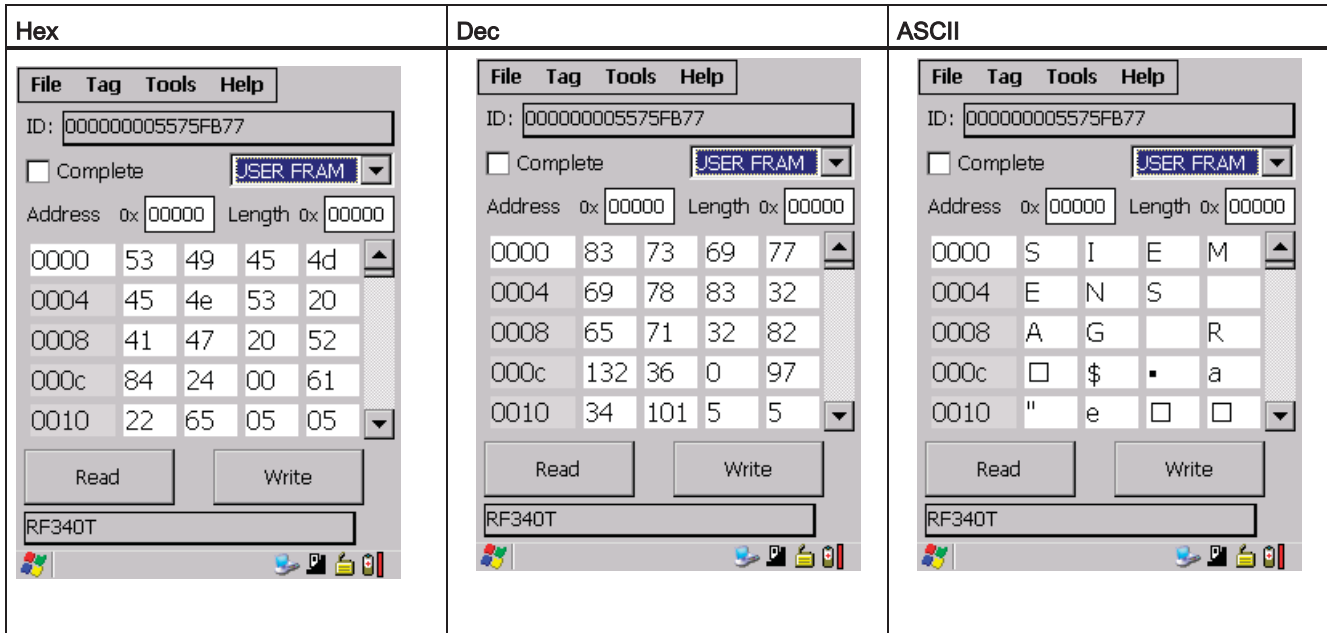 Hex
File Tag Tools Help
ID: 000000005575FB77
Complete USER FRAM
Address 0x 00000 Length 0x 00000
0000 53 49 45 4d
0004 45 4e 53 20
0008 41 47 20 52
000c 84 24 00 61
0010 22 65 05 05
Read Write
RF340T
Dec
File Tag Tools Help
ID: 000000005575FB77
Complete USER FRAM
Address 0x 00000 Length 0x 00000
0000 83 73 69 77
0004 69 78 83 32
0008 65 71 32 82
000c 132 36 0 97
0010 34 101 5 5
Read Write
RF340T
ASCII
File Tag Tools Help
ID: 000000005575FB77
Complete USER FRAM
Address 0x 00000 Length 0x 00000
0000 S I E M
0004 E N S
0008 A G R
000c □ $ ▪ a
0010 " e □ □
Read Write
RF340T